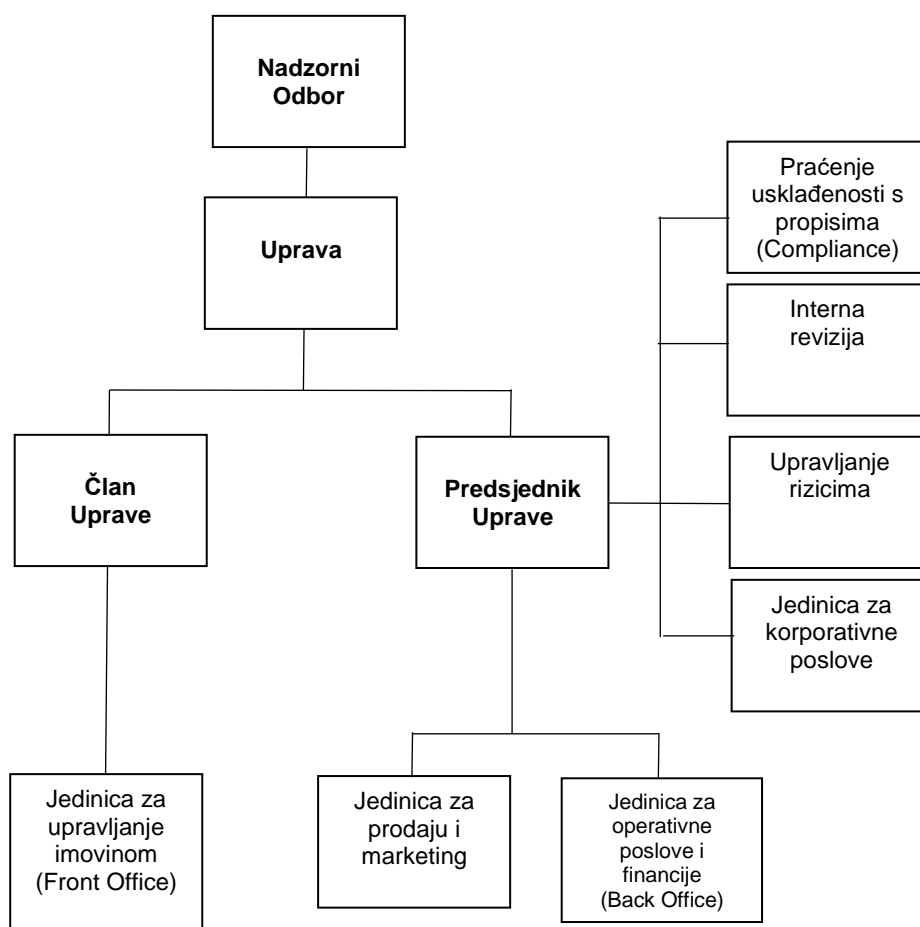 Nadzorni
Odbor
Uprava
Praćenje
usklađenosti s
propisima
(Compliance)
Interna
revizija
Član
Uprave
Predsjednik
Uprave
Upravljanje
rizicima
Jedinica za
korporativne
poslove
Jedinica za
upravljanje
imovinom
(Front Office)
Jedinica za
prodaju i
marketing
Jedinica za
operativne
poslove i
financije
(Back Office)